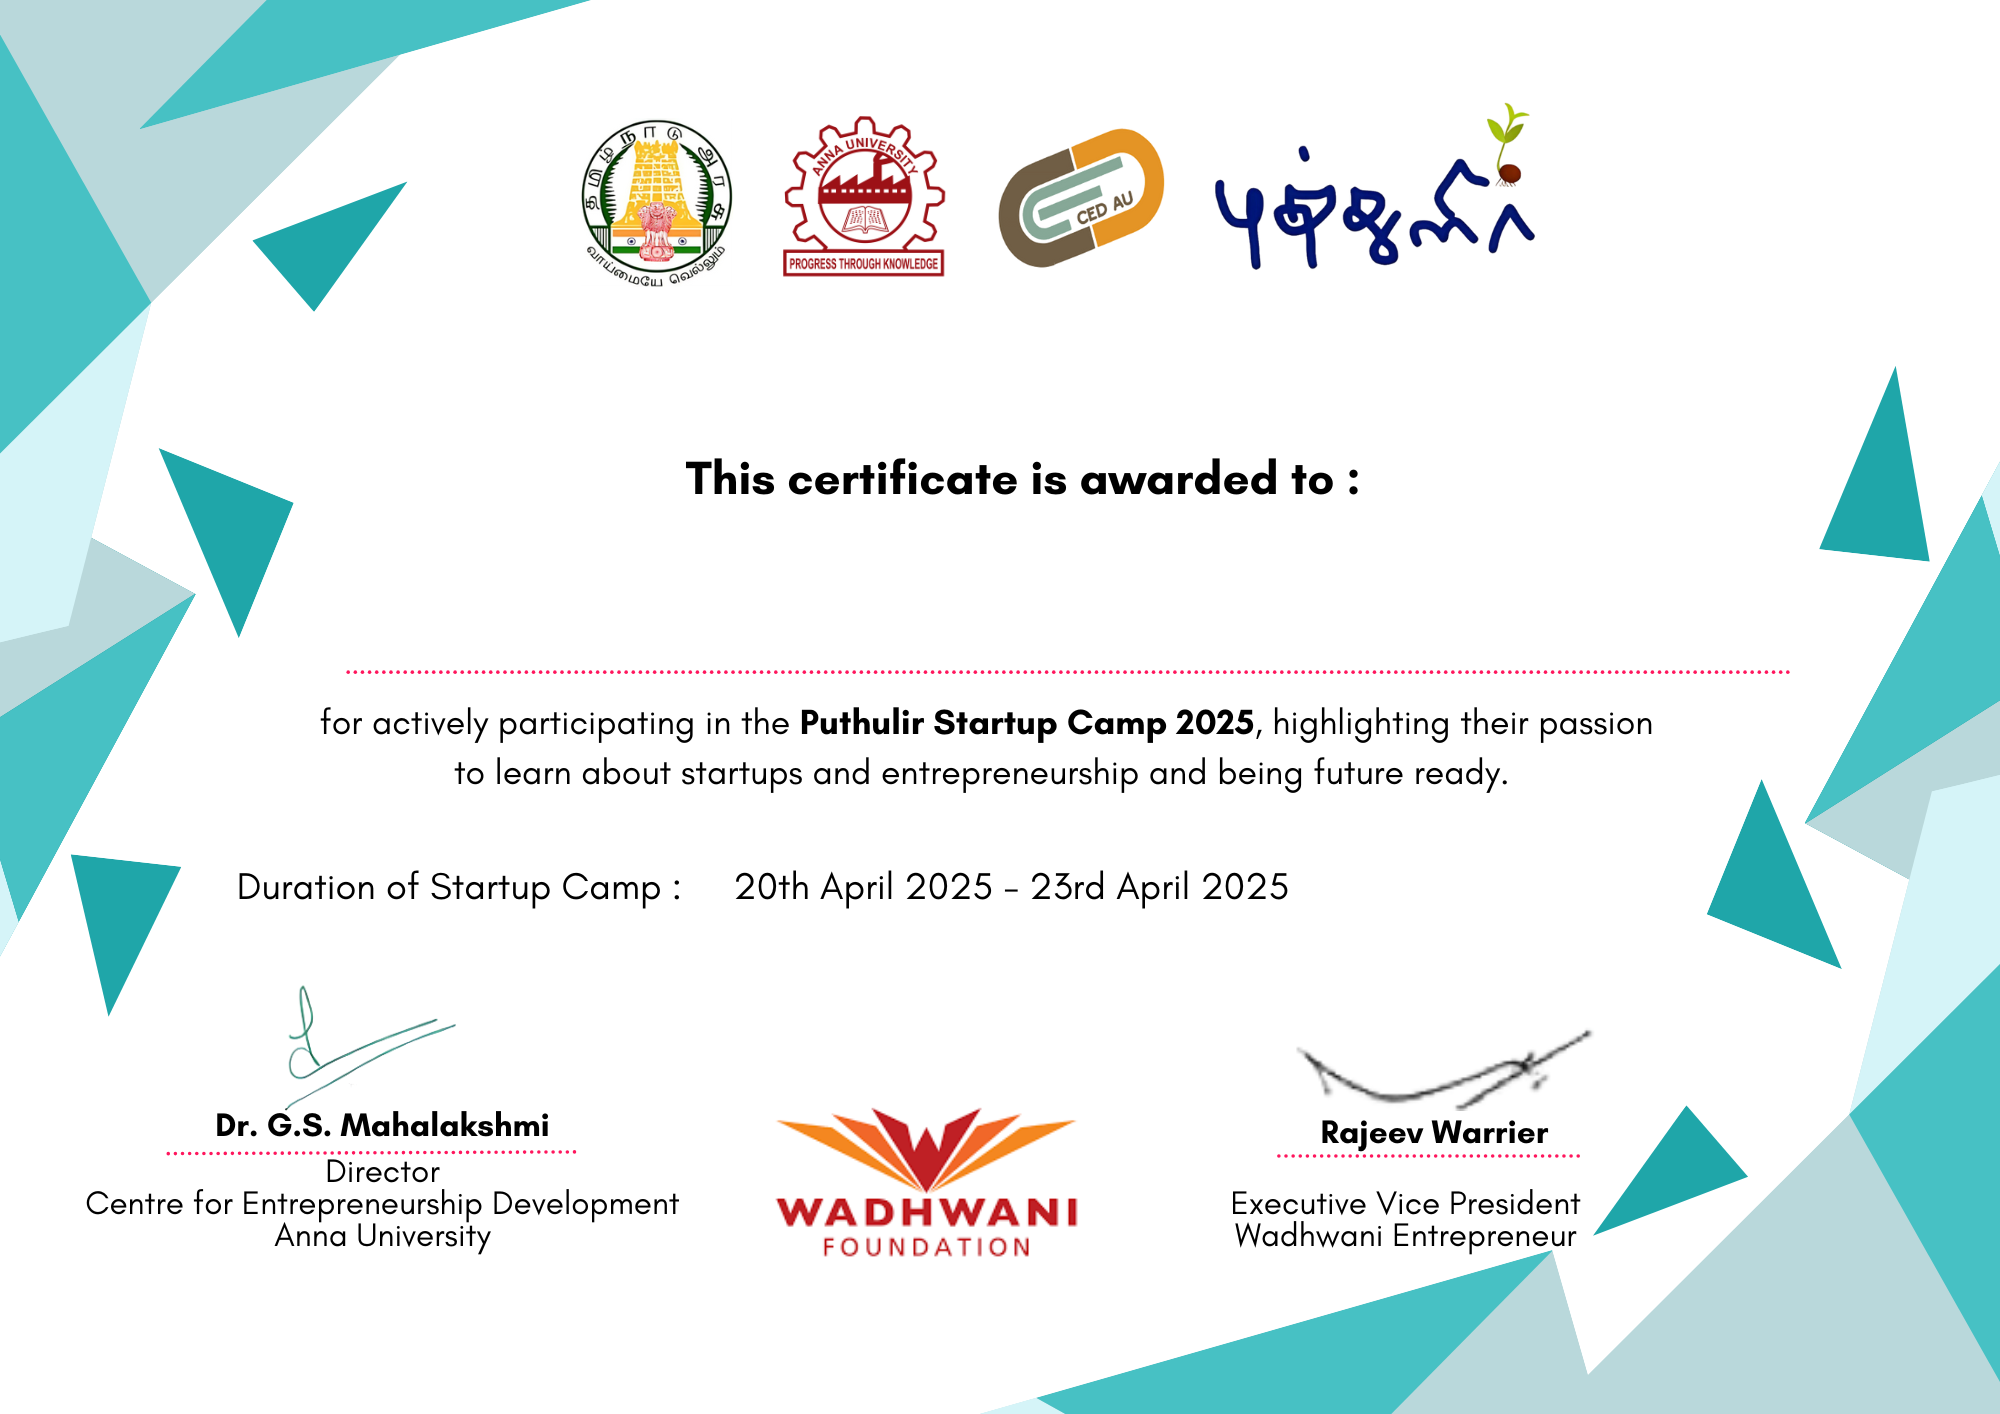 தமிழ்நாடு அரசு
வாய்மையே வெல்லும்
ANNA UNIVERSITY
PROGRESS THROUGH KNOWLEDGE
CED AU
புத்துளிர்
This certificate is awarded to :
for actively participating in the Puthulir Startup Camp 2025, highlighting their passion
to learn about startups and entrepreneurship and being future ready.
Duration of Startup Camp : 20th April 2025 - 23rd April 2025
Dr. G.S. Mahalakshmi
Director
Centre for Entrepreneurship Development
Anna University
WADHWANI
FOUNDATION
Rajeev Warrier
Executive Vice President
Wadhwani Entrepreneur